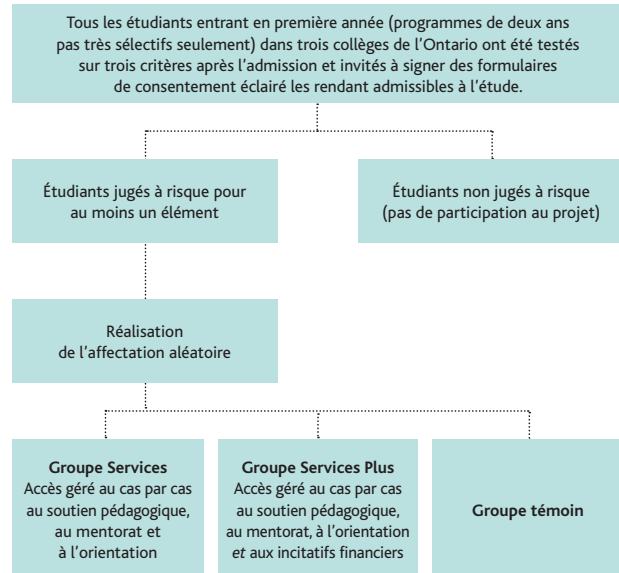 Tous les étudiants entrant en première année (programmes de deux ans
pas très sélectifs seulement) dans trois collèges de l'Ontario ont été testés
sur trois critères après l'admission et invités à signer des formulaires
de consentement éclairé les rendant admissibles à l'étude.
Étudiants jugés à risque pour
au moins un élément
Étudiants non jugés à risque
(pas de participation au projet)
Réalisation
de l'affectation aléatoire
Groupe Services
Accès géré au cas par cas
au soutien pédagogique,
au mentorat et
à l'orientation
Groupe Services Plus
Accès géré au cas par cas
au soutien pédagogique,
au mentorat, à l'orientation
et aux incitatifs financiers
Groupe témoin